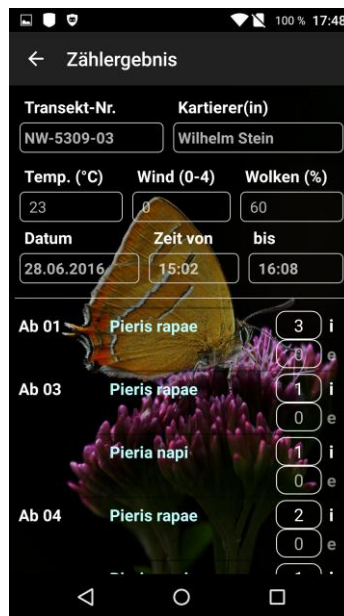 100 % 17:48
Zählergebnis
Transekt-Nr. Kartierer(in)
NW-5309-03 Wilhelm Stein
Temp. (°C) Wind (0-4) Wolken (%)
23 0 60
Datum Zeit von bis
28.06.2016 15:02 16:08
Ab 01 Pieris rapae 3 i
0 e
Ab 03 Pieris rapae 1 i
0 e
Pieria napi 1 i
0 e
Ab 04 Pieris rapae 2 i
0 e